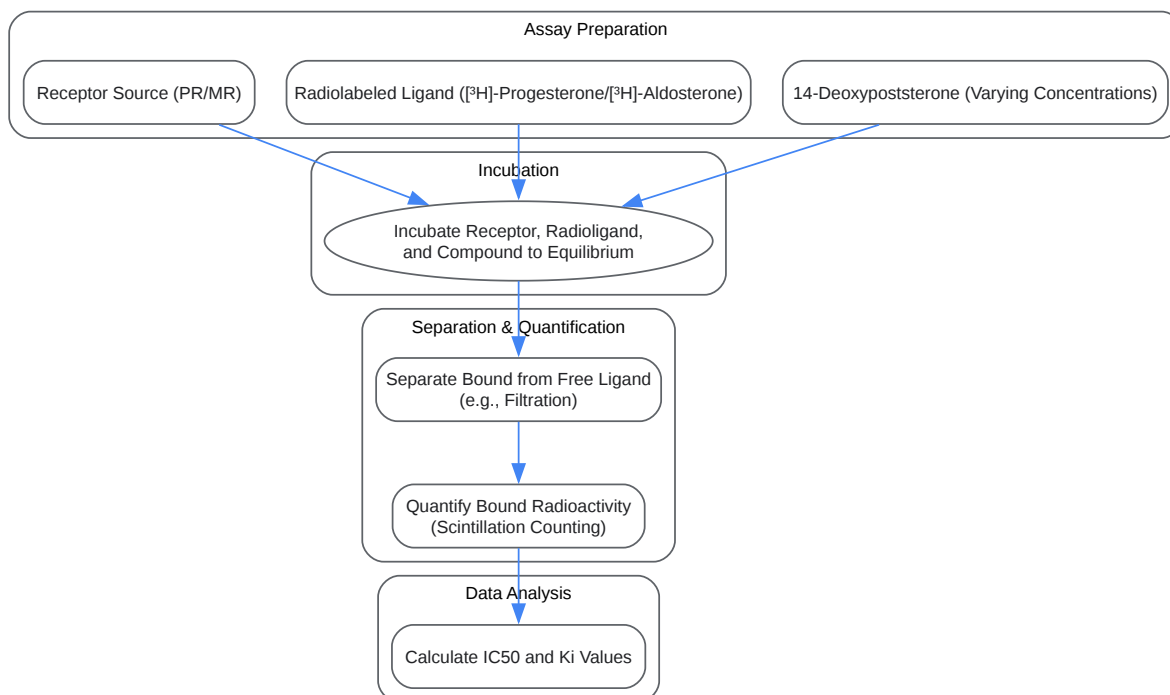 Assay Preparation
Receptor Source (PR/MR)
Radiolabeled Ligand ([³H]-Progesterone/[³H]-Aldosterone)
14-Deoxypoststerone (Varying Concentrations)
Incubation
Incubate Receptor, Radioligand,
and Compound to Equilibrium
Separation & Quantification
Separate Bound from Free Ligand
(e.g., Filtration)
Quantify Bound Radioactivity
(Scintillation Counting)
Data Analysis
Calculate IC50 and Ki Values